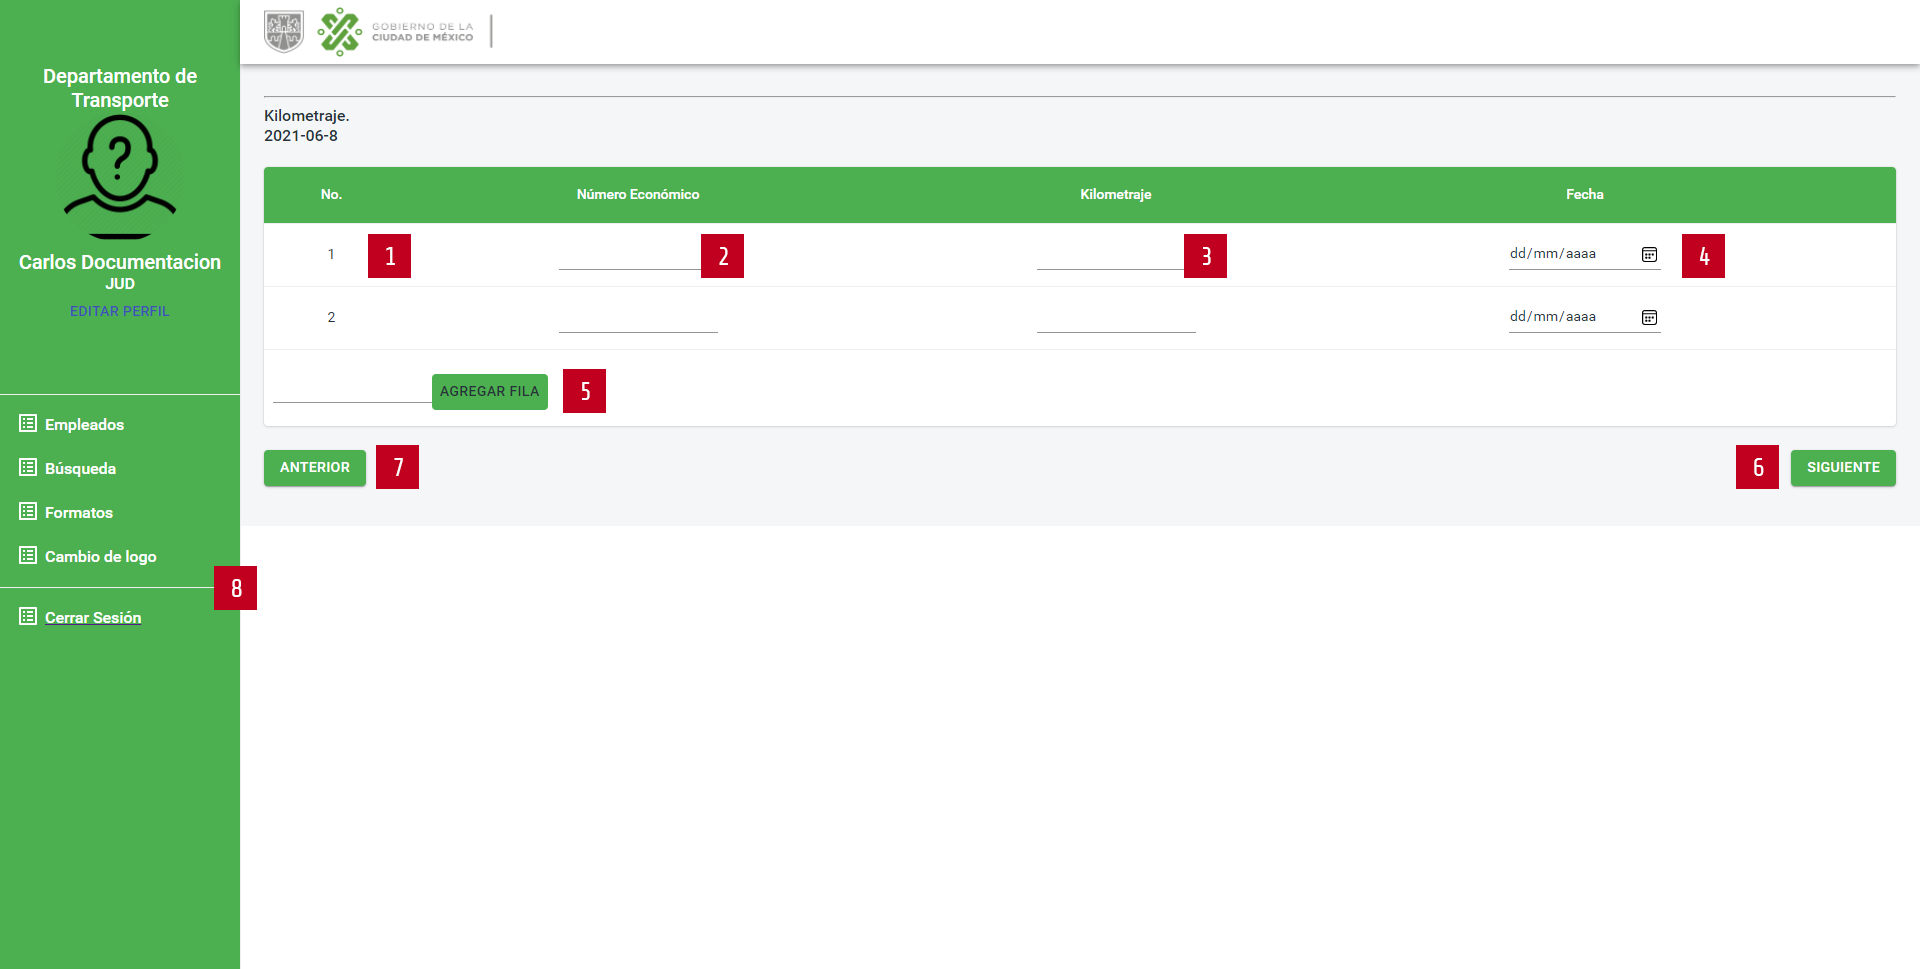 GOBIERNO DE LA
CIUDAD DE MÉXICO
Departamento de
Transporte
Carlos Documentacion
JUD
EDITAR PERFIL
Empleados
Búsqueda
Formatos
Cambio de logo
8
Cerrar Sesión
Kilometraje.
2021-06-8
No. Número Económico Kilometraje Fecha
1 1 2 3 dd/mm/aaaa 4
2 dd/mm/aaaa
AGREGAR FILA 5
ANTERIOR 7 6 SIGUIENTE